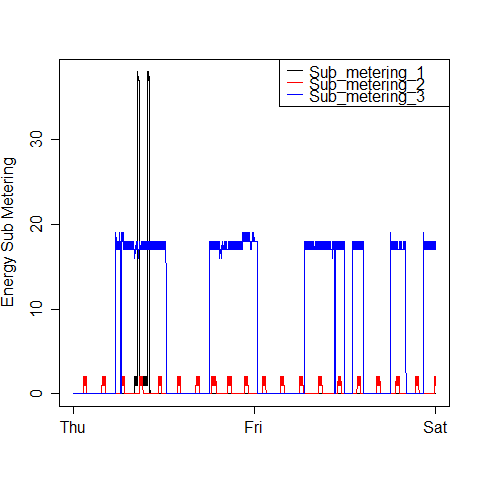 Sub_metering_1
Sub_metering_2
Sub_metering_3
Energy Sub Metering
30
20
10
0
Thu Fri Sat